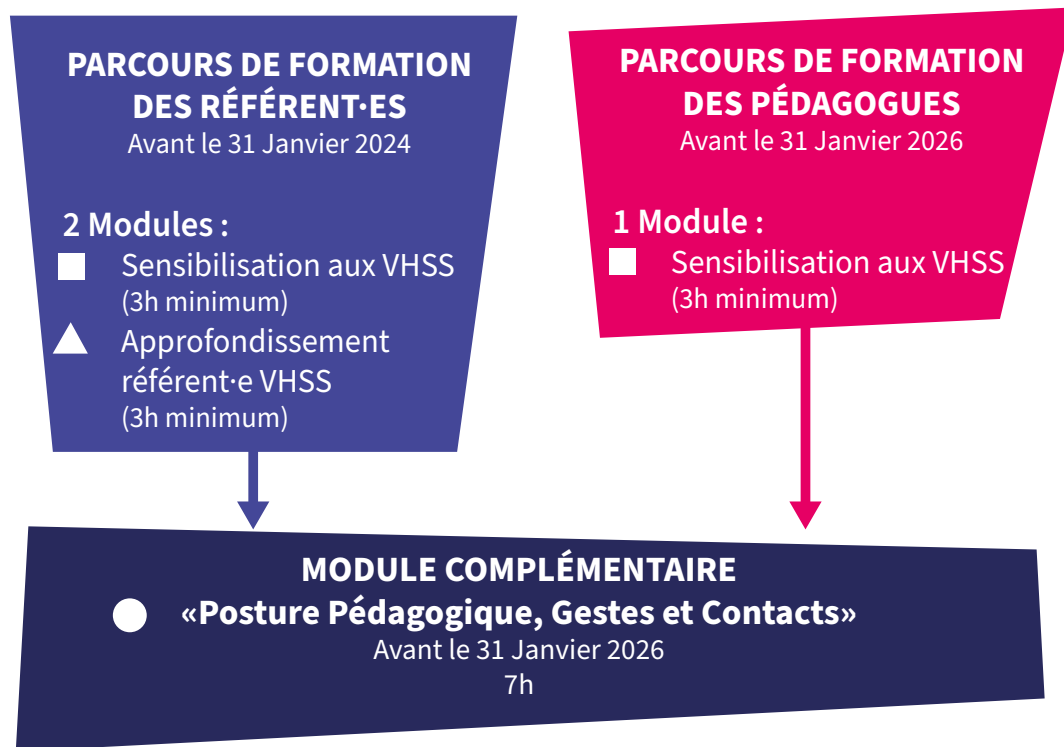 PARCOURS DE FORMATION
DES RÉFÉRENT·ES
Avant le 31 Janvier 2024
2 Modules :
Sensibilisation aux VHSS
(3h minimum)
Approfondissement
référent·e VHSS
(3h minimum)
PARCOURS DE FORMATION
DES PÉDAGOGUES
Avant le 31 Janvier 2026
1 Module :
Sensibilisation aux VHSS
(3h minimum)
MODULE COMPLÉMENTAIRE
«Posture Pédagogique, Gestes et Contacts»
Avant le 31 Janvier 2026
7h